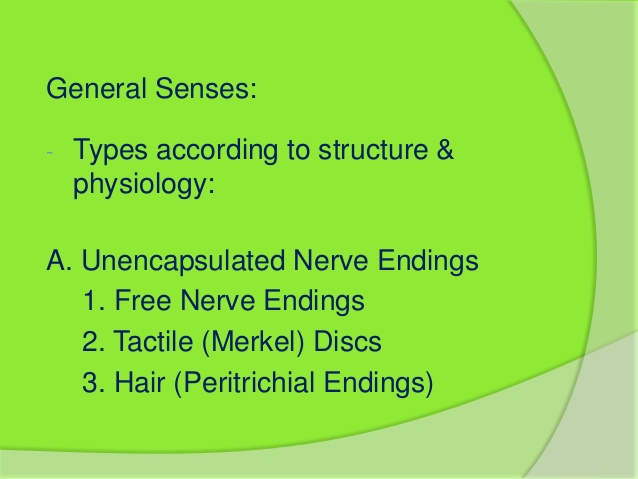 General Senses:
- Types according to structure &
physiology:
A. Unencapsulated Nerve Endings
1. Free Nerve Endings
2. Tactile (Merkel) Discs
3. Hair (Peritrichial Endings)